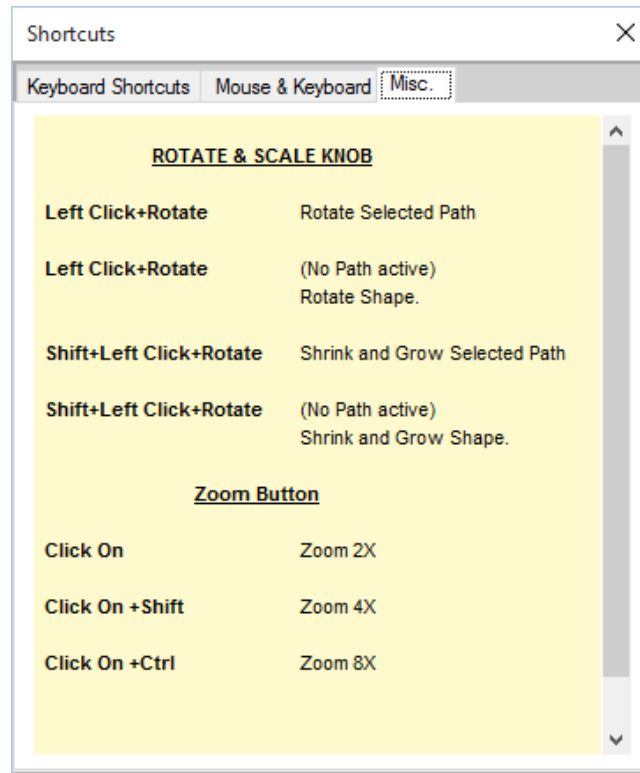 Shortcuts
Keyboard Shortcuts Mouse & Keyboard Misc.
ROTATE & SCALE KNOB
Left Click+Rotate Rotate Selected Path
Left Click+Rotate (No Path active)
Rotate Shape.
Shift+Left Click+Rotate Shrink and Grow Selected Path
Shift+Left Click+Rotate (No Path active)
Shrink and Grow Shape.
Zoom Button
Click On Zoom 2X
Click On +Shift Zoom 4X
Click On +Ctrl Zoom 8X